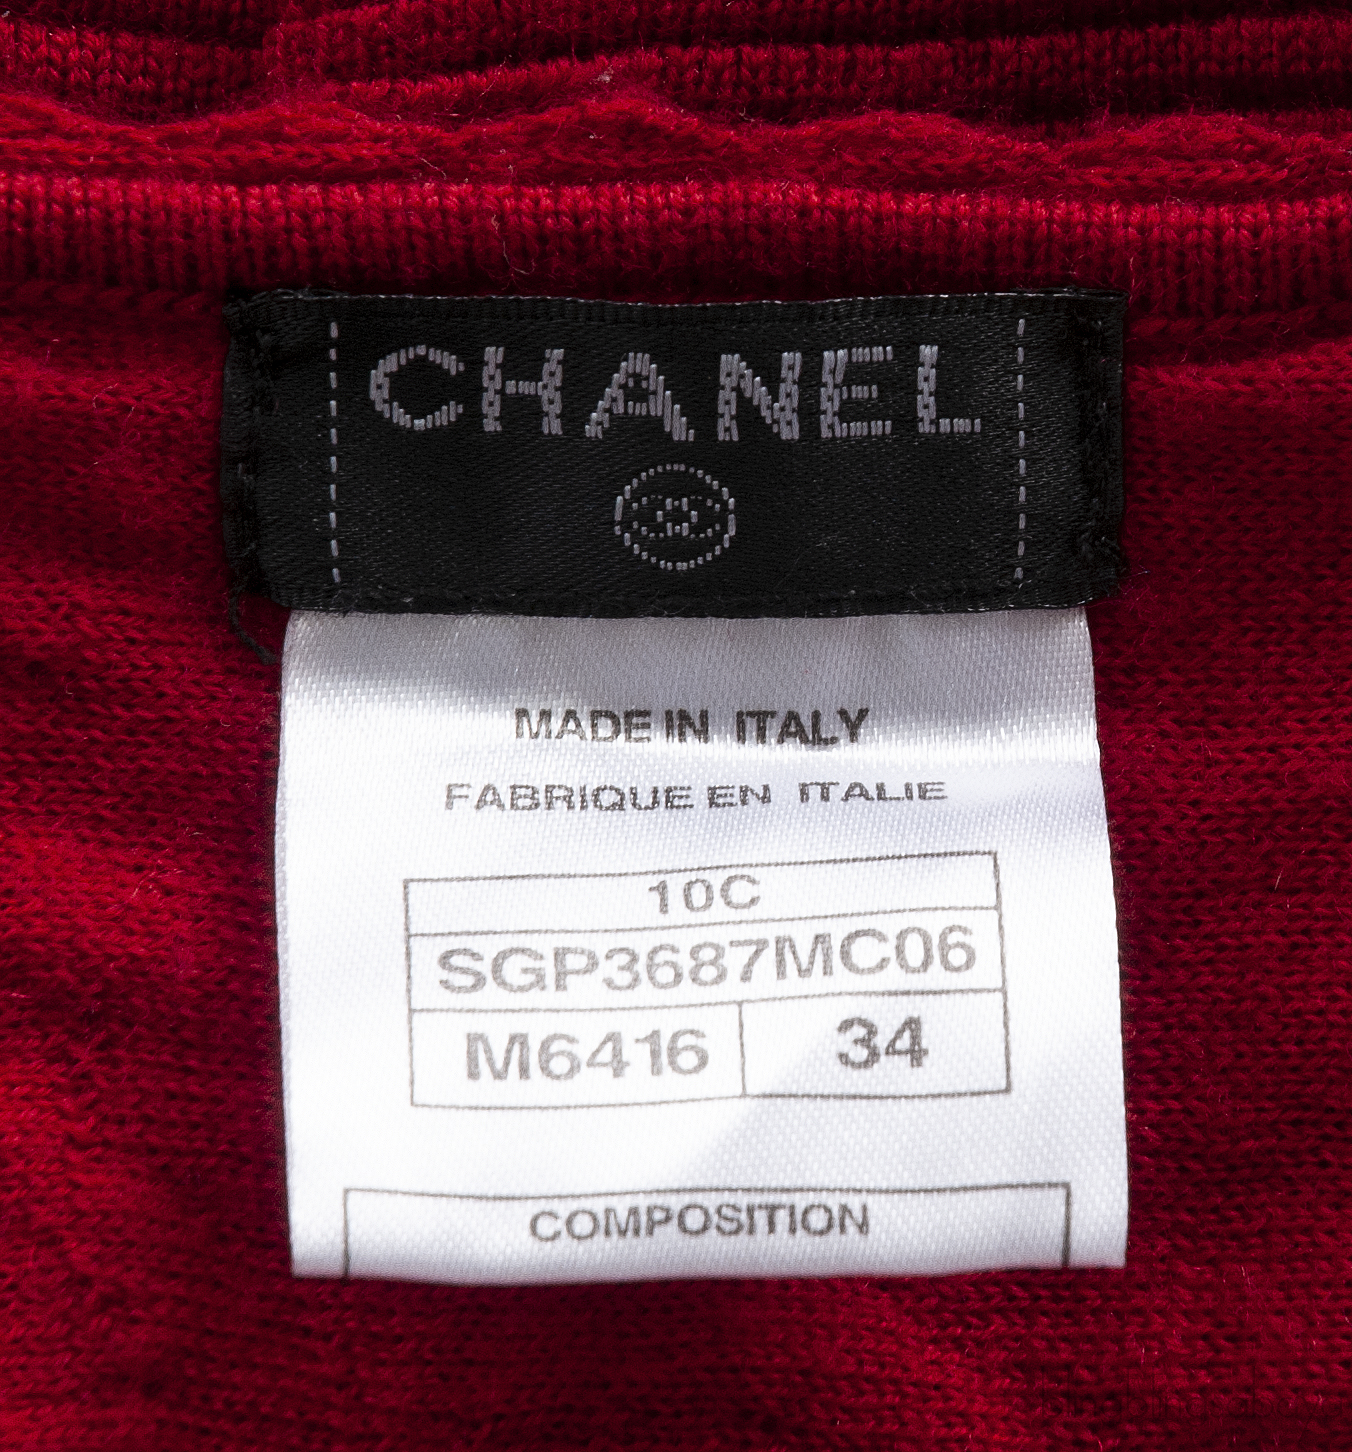 CHANEL
MADE IN ITALY
FABRIQUE EN ITALIE
10C
SGP3687MC06
M6416 34
COMPOSITION